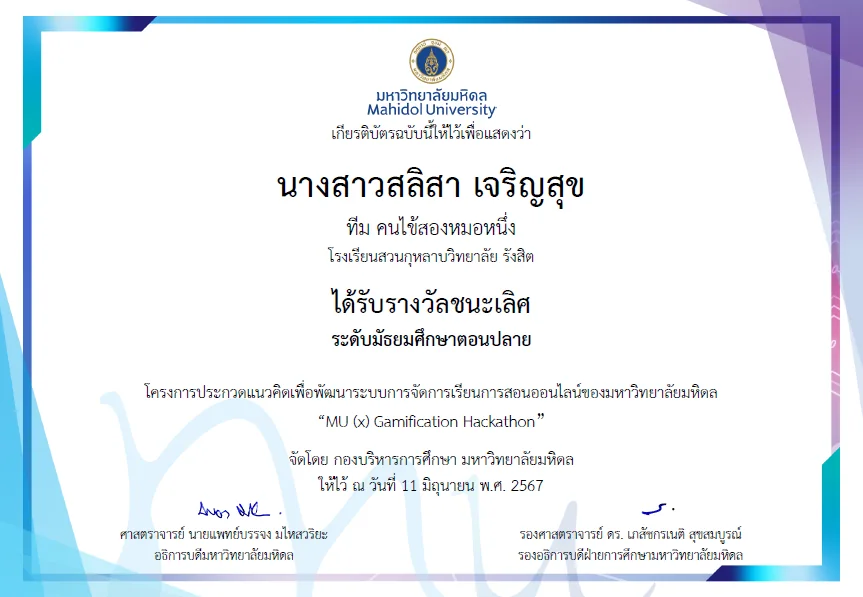 มหาวิทยาลัยมหิดล
Mahidol University
เกียรติบัตรฉบับนี้ให้ไว้เพื่อแสดงว่า
นางสาวสลิสา เจริญสุข
ทีม คนไข้สองหมอหนึ่ง
โรงเรียนสวนกุหลาบวิทยาลัย รังสิต
ได้รับรางวัลชนะเลิศ
ระดับมัธยมศึกษาตอนปลาย
โครงการประกวดแนวคิดเพื่อพัฒนาระบบการจัดการเรียนการสอนออนไลน์ของมหาวิทยาลัยมหิดล
“MU (x) Gamification Hackathon”
จัดโดย กองบริหารการศึกษา มหาวิทยาลัยมหิดล
ให้ไว้ ณ วันที่ 11 มิถุนายน พ.ศ. 2567
ศาสตราจารย์ นายแพทย์บรรจง มไหสวริยะ
อธิการบดีมหาวิทยาลัยมหิดล
รองศาสตราจารย์ ดร. เภสัชกรเนติ สุขสมบูรณ์
รองอธิการบดีฝ่ายการศึกษามหาวิทยาลัยมหิดล